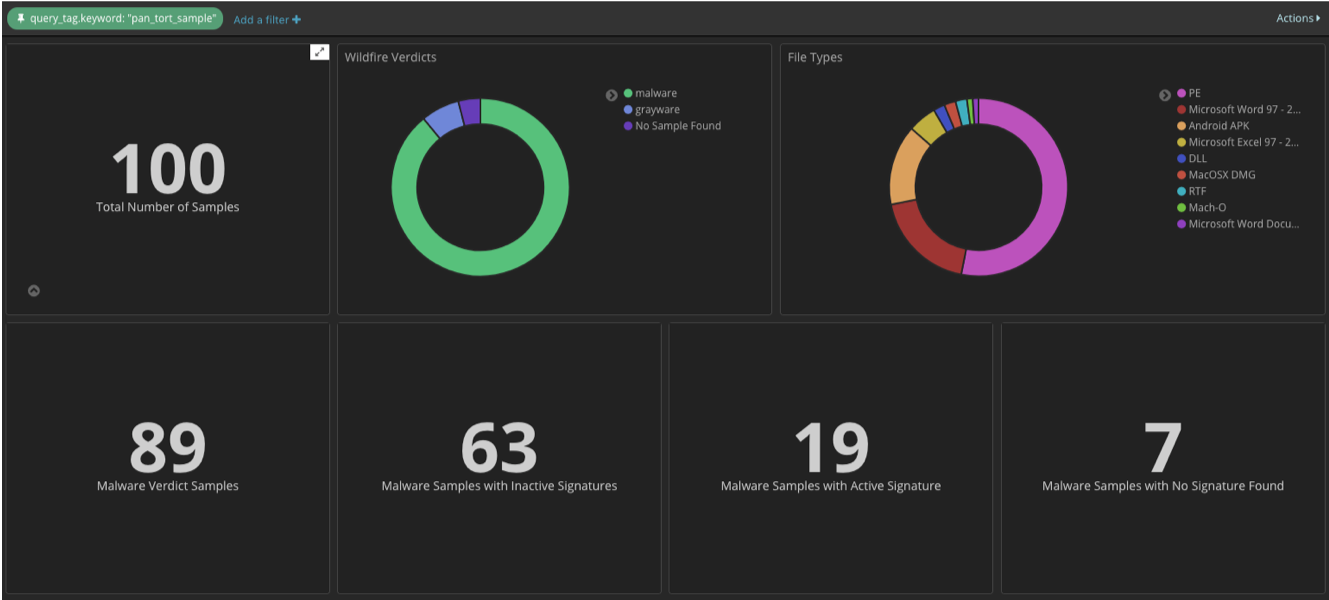 query_tag.keyword: "pan_tort_sample"
Add a filter +
Actions
100
Total Number of Samples
Wildfire Verdicts
malware
grayware
No Sample Found
File Types
PE
Microsoft Word 97 - 2...
Android APK
Microsoft Excel 97 - 2...
DLL
MacOSX DMG
RTF
Mach-O
Microsoft Word Docu...
89
Malware Verdict Samples
63
Malware Samples with Inactive Signatures
19
Malware Samples with Active Signature
7
Malware Samples with No Signature Found